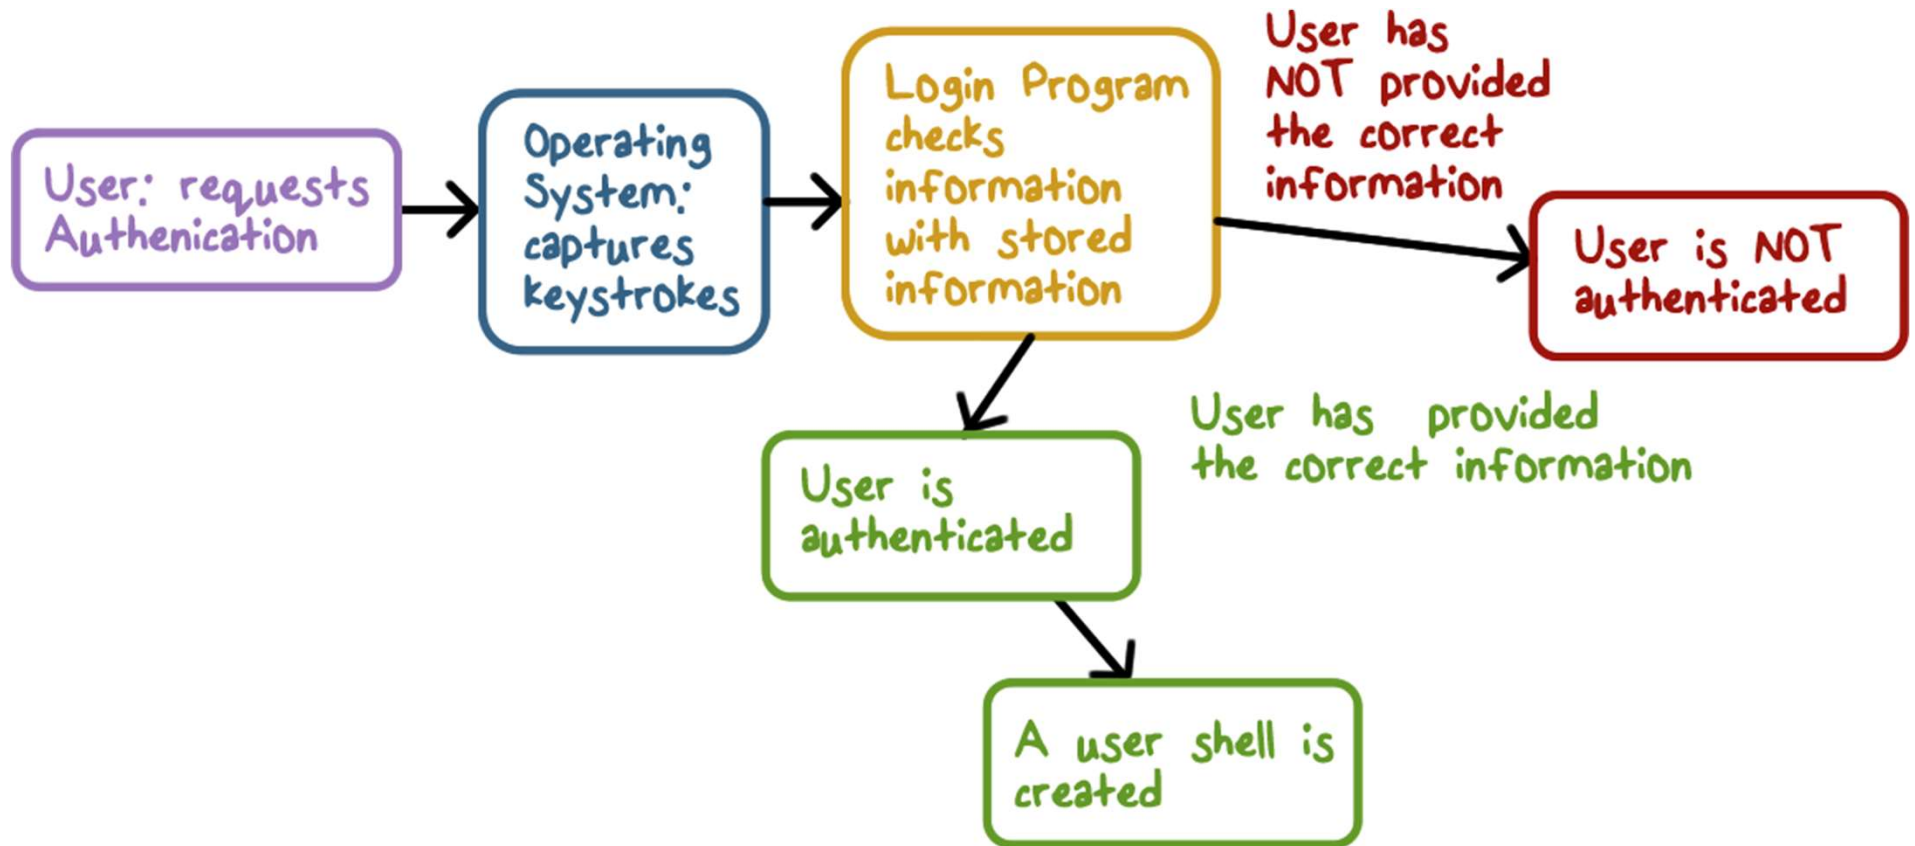 User: requests
Authenication
Operating
System:
captures
keystrokes
Login Program
checks
information
with stored
information
User has
NOT provided
the correct
information
User is NOT
authenticated
User has provided
the correct information
User is
authenticated
A user shell is
created